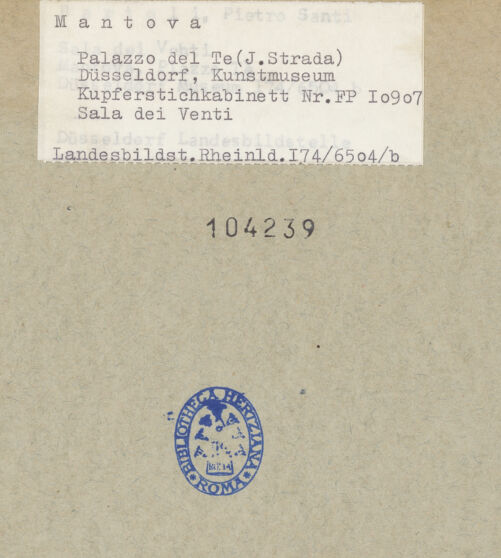 Mantova
Palazzo del Te(J.Strada)
Düsseldorf, Kunstmuseum
Kupferstichkabinett Nr.FP Io9o7
Sala dei Venti
Landesbildst.Rheinld.I74/65o4/b
104239
BIBLIOTHECA HERTZIANA
ROMA